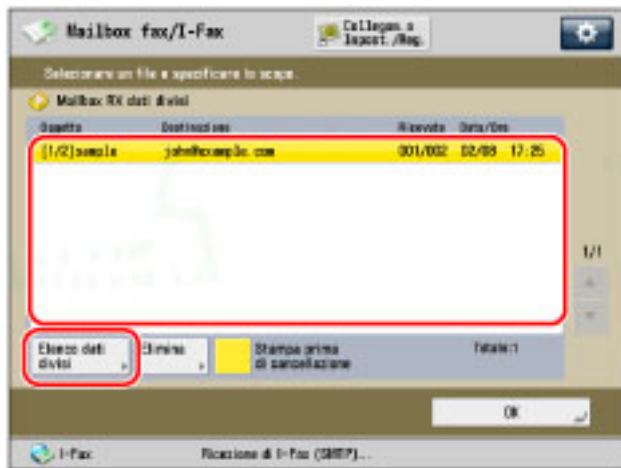 Mailbox fax/I-Fax
Collegam. a
Impost./Reg.
Selezionare un file e specificare lo scopo.
Mailbox RX dati divisi
Oggetto Destinazione Ricevuto Data/Ora
[1/2]sample john@example.com 001/002 02/08 17:25
1/1
Elenco dati
divisi
Elimina
Stampa prima
di cancellazione
Totale:1
OK
I-Fax Ricezione di I-Fax (SMTP)...